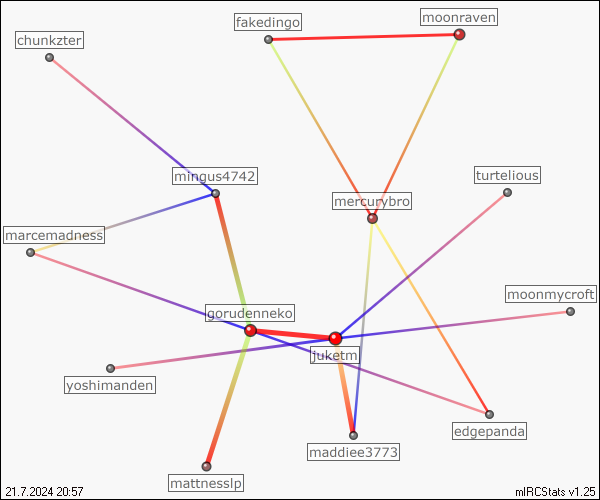 moonraven
fakedingo
chunkzter
mingus4742
turtelious
mercurybro
marcemadness
moonmycroft
gorudenneko
juketm
yoshimanden
edgepanda
maddiee3773
mattnesslp
21.7.2024 20:57
mIRCStats v1.25